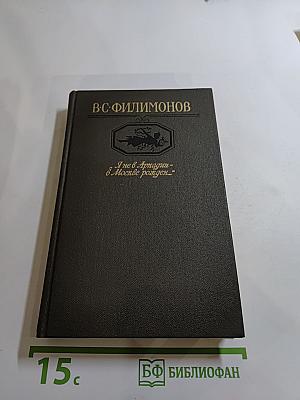 В·С·ФИЛИМОНОВ
„Я не в Аркадии -
в Москве рожден..."
15с
БФ БИБЛИОФАН